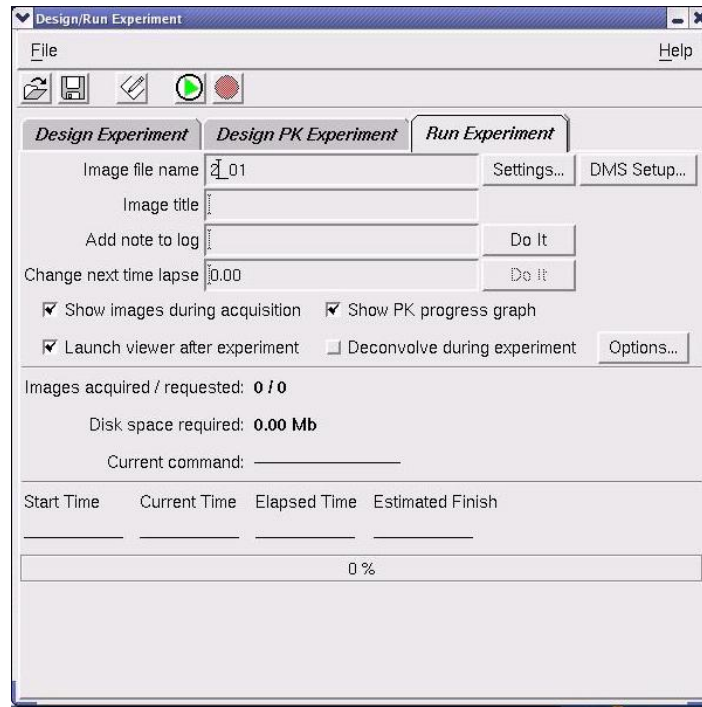 Design/Run Experiment
File Help
Design Experiment Design PK Experiment Run Experiment
Image file name 2_01 Settings... DMS Setup...
Image title
Add note to log Do It
Change next time lapse 0.00 Do It
Show images during acquisition Show PK progress graph
Launch viewer after experiment Deconvolve during experiment Options...
Images acquired / requested: 0 / 0
Disk space required: 0.00 Mb
Current command:
Start Time Current Time Elapsed Time Estimated Finish
0 %